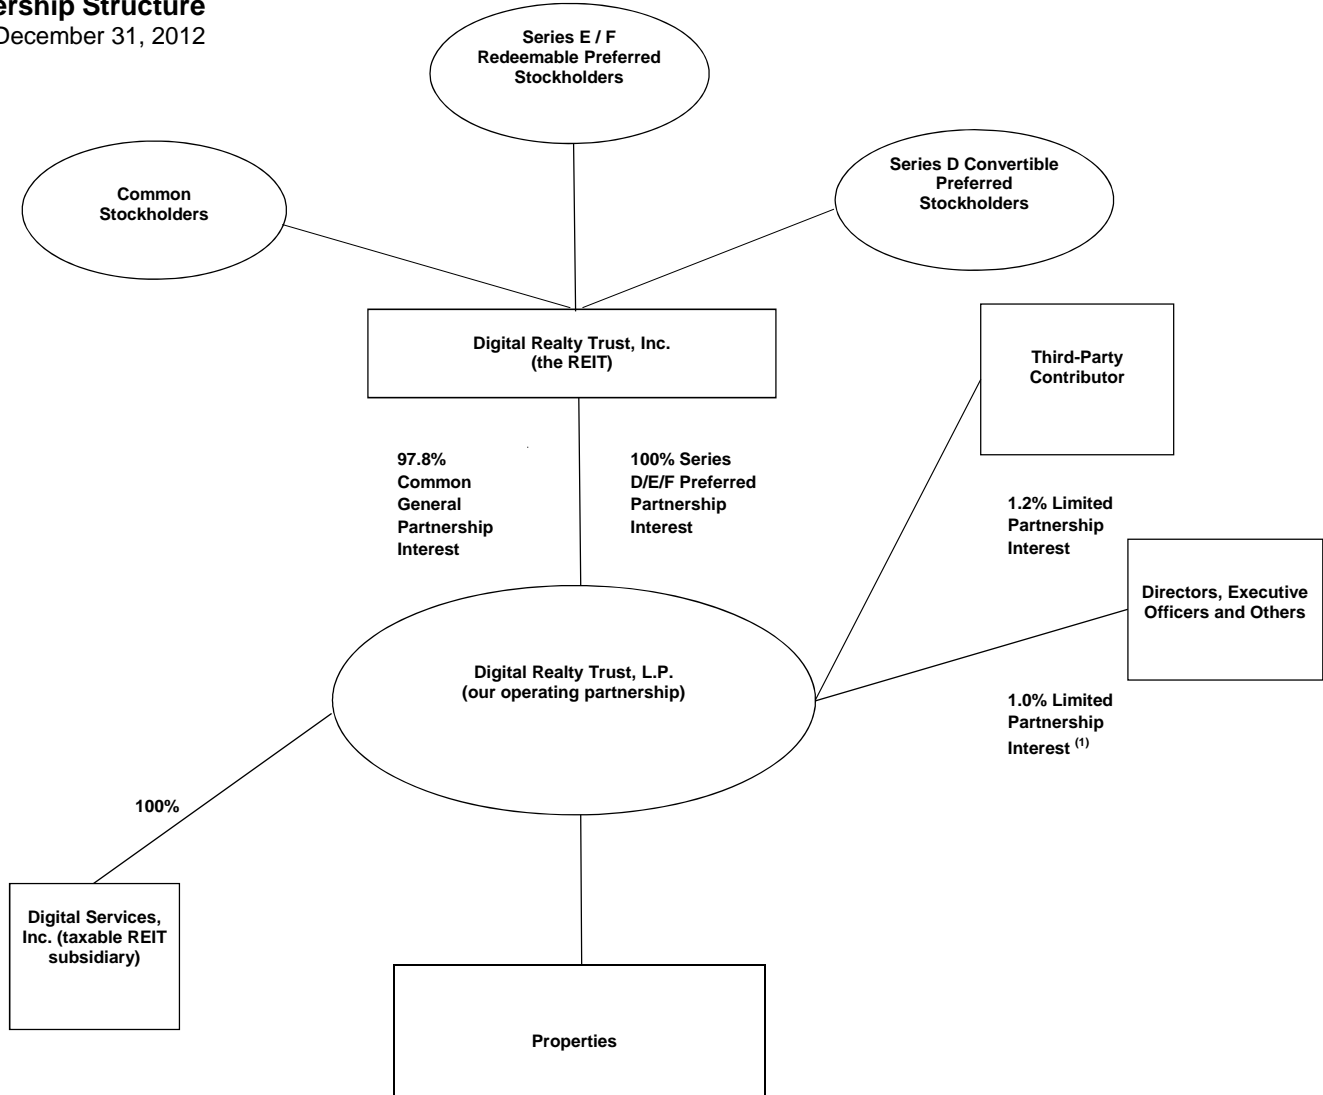 ership Structure
December 31, 2012
Series E / F
Redeemable Preferred
Stockholders
Common
Stockholders
Series D Convertible
Preferred
Stockholders
Digital Realty Trust, Inc.
(the REIT)
Third-Party
Contributor
97.8%
Common
General
Partnership
Interest
100% Series
D/E/F Preferred
Partnership
Interest
1.2% Limited
Partnership
Interest
Directors, Executive
Officers and Others
Digital Realty Trust, L.P.
(our operating partnership)
1.0% Limited
Partnership
Interest (1)
100%
Digital Services,
Inc. (taxable REIT
subsidiary)
Properties